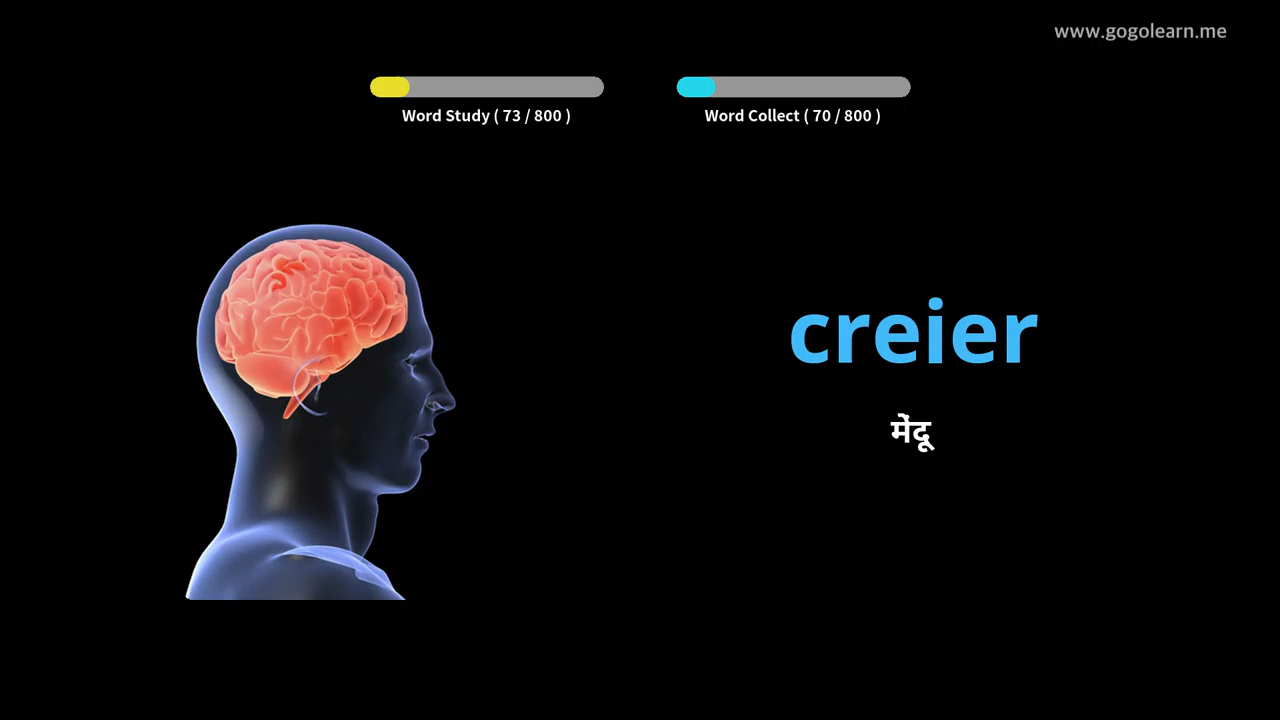 www.gogolearn.me
Word Study ( 73 / 800 )
Word Collect ( 70 / 800 )
creier
मेंदू